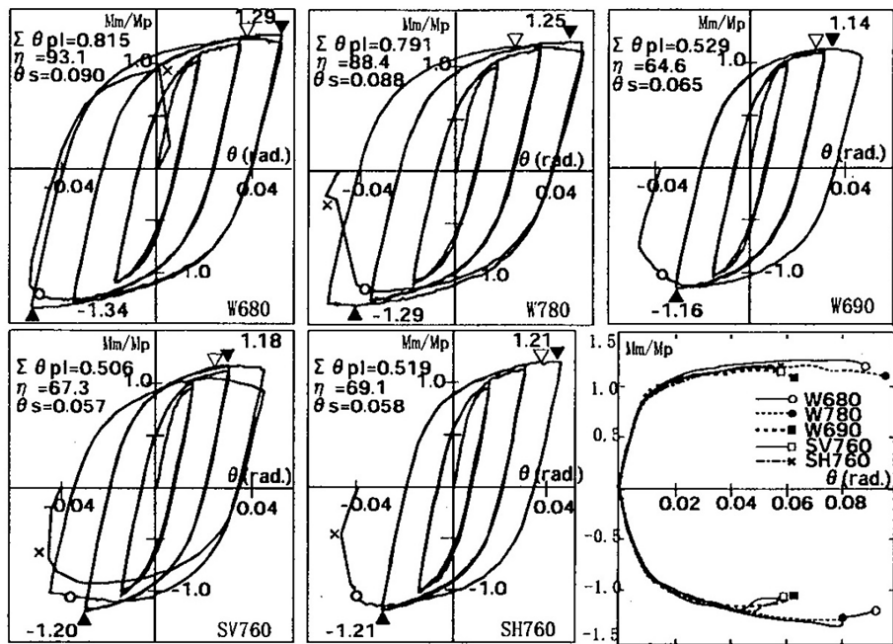 Mm/Mp
1.29
Σ θpl=0.815
η =93.1
θs=0.090
1.0
θ (rad.)
-0.04
0.04
-1.0
-1.34
W680
Mm/Mp
1.25
Σ θpl=0.791
η =88.4
θs=0.088
1.0
θ (rad.)
-0.04
0.04
-1.0
-1.29
W780
Mm/Mp
1.14
Σ θpl=0.529
η =64.6
θs=0.065
1.0
θ (rad.)
-0.04
0.04
-1.0
-1.16
W690
Mm/Mp
1.18
Σ θpl=0.506
η =67.3
θs=0.057
1.0
θ (rad.)
-0.04
0.04
-1.0
-1.20
SV760
Mm/Mp
1.21
Σ θpl=0.519
η =69.1
θs=0.058
1.0
θ (rad.)
-0.04
0.04
-1.0
-1.21
SH760
1.5
Mm/Mp
1.0
0.5
W680
W780
W690
SV760
SH760
θ (rad.)
0.02
0.04
0.06
0.08
-0.5
-1.0
-1.5